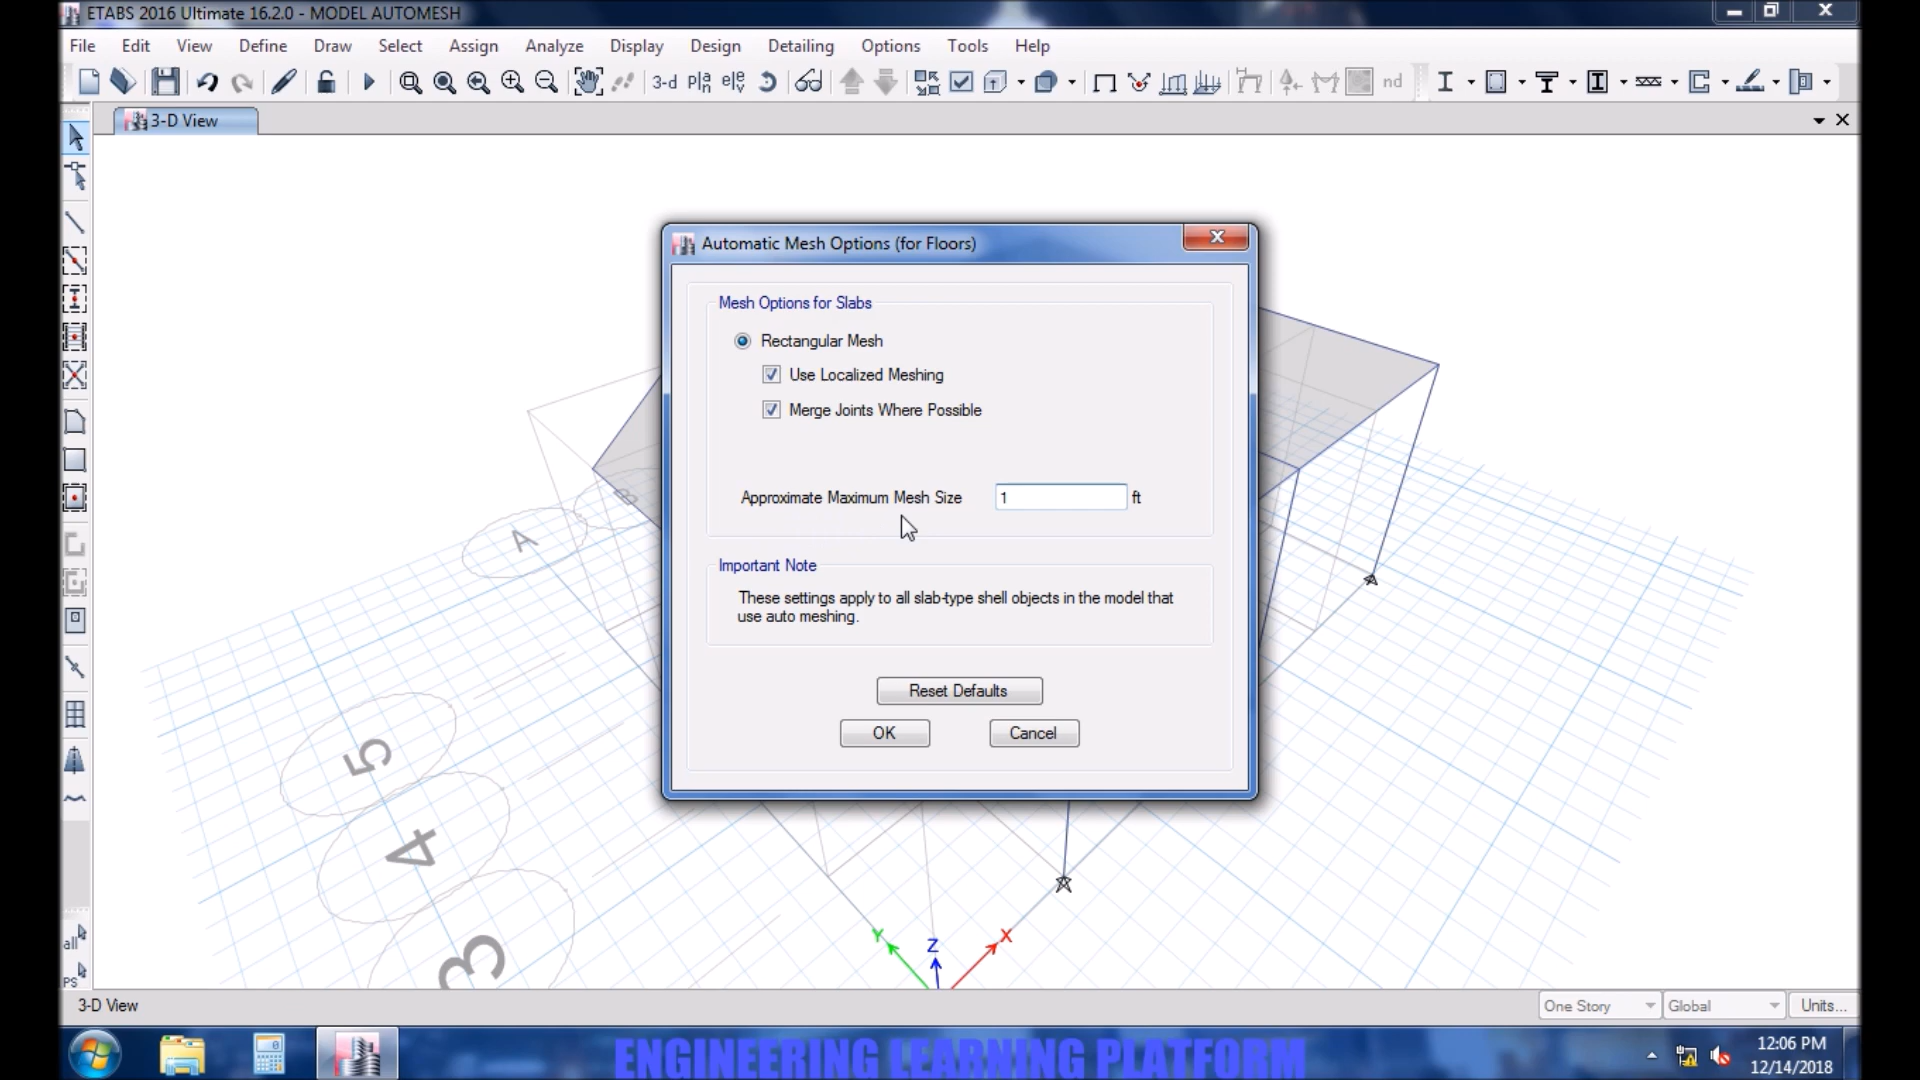 ETABS 2016 Ultimate 16.2.0 - MODEL AUTOMESH
File Edit View Define Draw Select Assign Analyze Display Design Detailing Options Tools Help
3-d
nd
3-D View
Automatic Mesh Options (for Floors)
Mesh Options for Slabs
Rectangular Mesh
Use Localized Meshing
Merge Joints Where Possible
Approximate Maximum Mesh Size 1 ft
Important Note
These settings apply to all slab-type shell objects in the model that
use auto meshing.
Reset Defaults
OK Cancel
A
B
5
4
3
Y Z X
all
PS
3-D View One Story Global Units...
ENGINEERING LEARNING PLATFORM
12:06 PM
12/14/2018